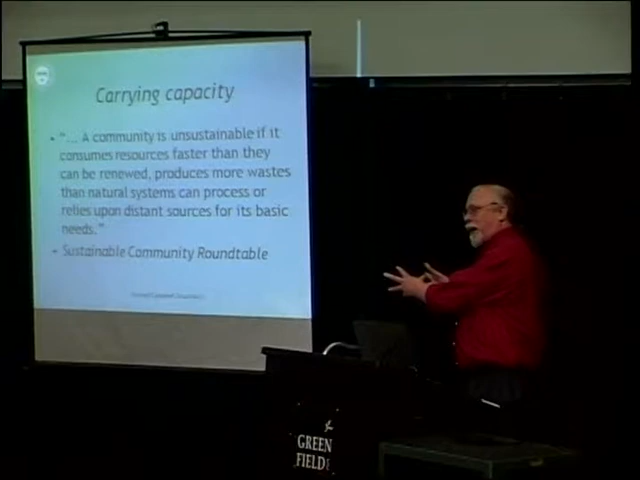 Carrying capacity
• "... A community is unsustainable if it
consumes resources faster than they
can be renewed, produces more wastes
than natural systems can process or
relies upon distant sources for its basic
needs."
- Sustainable Community Roundtable
GREEN
FIELD